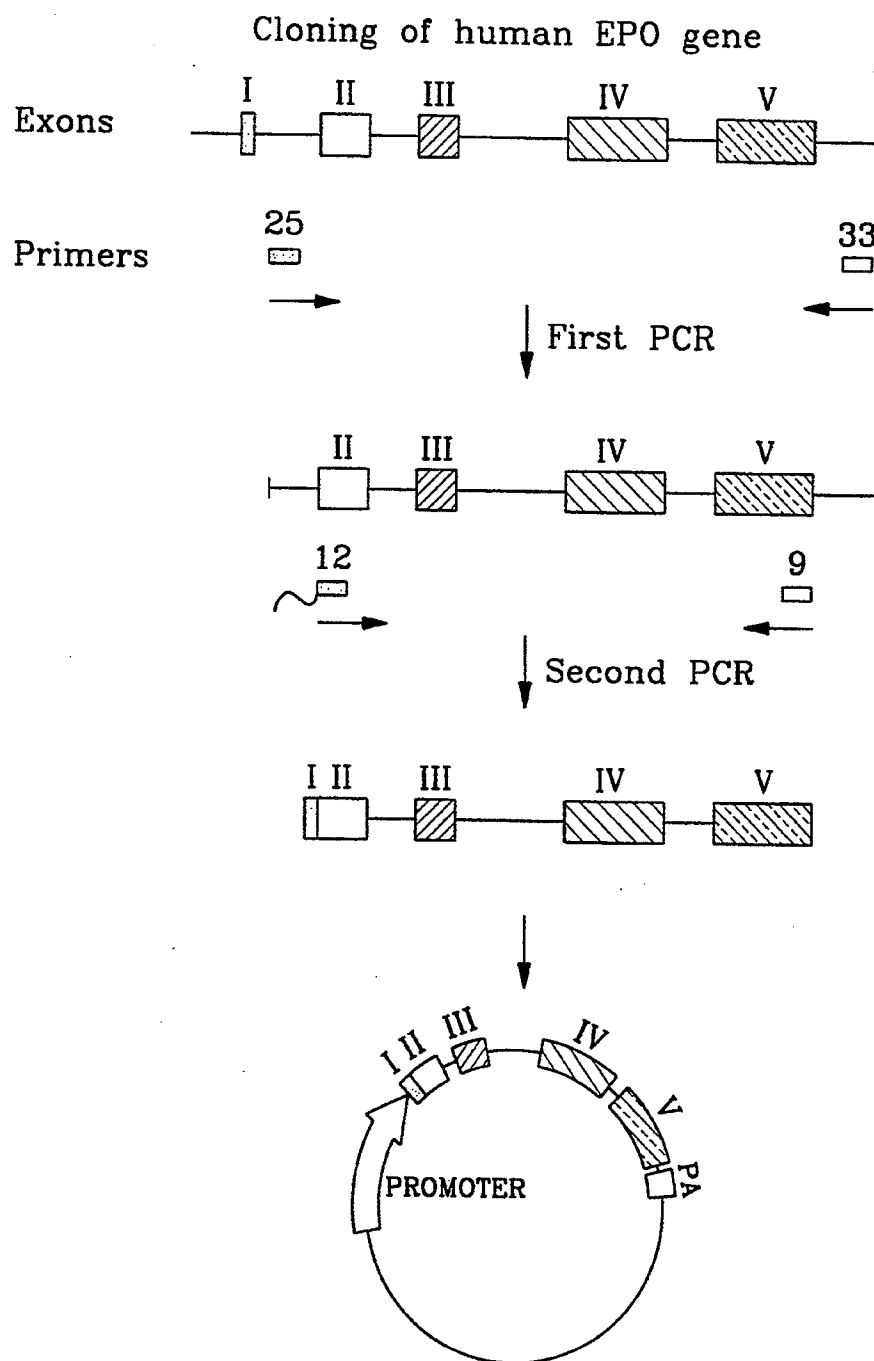 Cloning of human EPO gene
I II III IV V
Exons
25 33
Primers
First PCR
II III IV V
12 9
Second PCR
I II III IV V
I II III IV V PA
PROMOTER